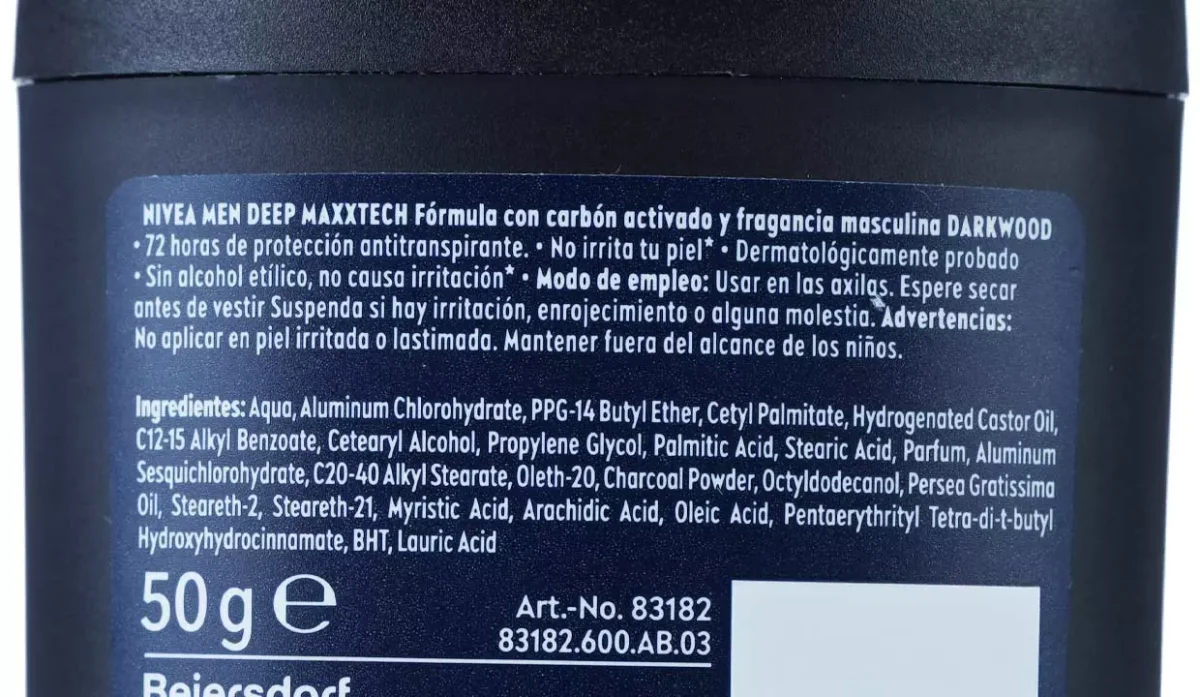 NIVEA MEN DEEP MAXXTECH Fórmula con carbón activado y fragancia masculina DARKWOOD
• 72 horas de protección antitranspirante. • No irrita tu piel* • Dermatológicamente probado
• Sin alcohol etílico, no causa irritación* • Modo de empleo: Usar en las axilas. Espere secar
antes de vestir Suspenda si hay irritación, enrojecimiento o alguna molestia. Advertencias:
No aplicar en piel irritada o lastimada. Mantener fuera del alcance de los niños.
Ingredientes: Aqua, Aluminum Chlorohydrate, PPG-14 Butyl Ether, Cetyl Palmitate, Hydrogenated Castor Oil,
C12-15 Alkyl Benzoate, Cetearyl Alcohol, Propylene Glycol, Palmitic Acid, Stearic Acid, Parfum, Aluminum
Sesquichlorohydrate, C20-40 Alkyl Stearate, Oleth-20, Charcoal Powder, Octyldodecanol, Persea Gratissima
Oil, Steareth-2, Steareth-21, Myristic Acid, Arachidic Acid, Oleic Acid, Pentaerythrityl Tetra-di-t-butyl
Hydroxyhydrocinnamate, BHT, Lauric Acid
50 g ℮
Art.-No. 83182
83182.600.AB.03
Beiersdorf